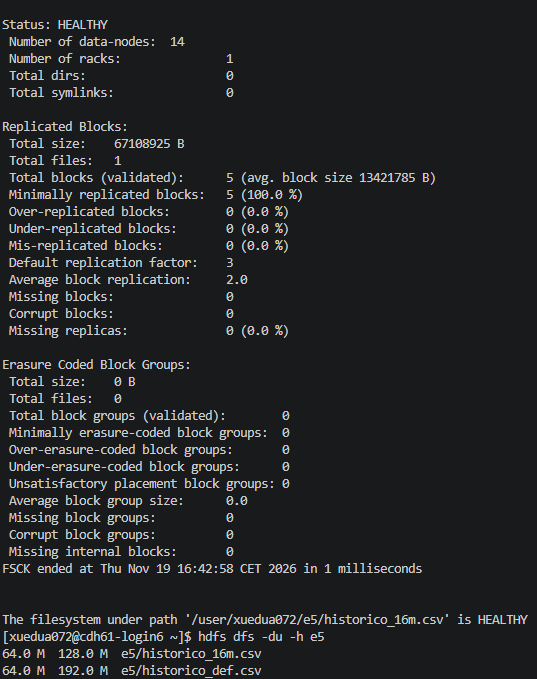 Status: HEALTHY
 Number of data-nodes:  14
 Number of racks:               1
 Total dirs:                    0
 Total symlinks:                0

Replicated Blocks:
 Total size:    67108925 B
 Total files:   1
 Total blocks (validated):      5 (avg. block size 13421785 B)
 Minimally replicated blocks:   5 (100.0 %)
 Over-replicated blocks:        0 (0.0 %)
 Under-replicated blocks:       0 (0.0 %)
 Mis-replicated blocks:         0 (0.0 %)
 Default replication factor:    3
 Average block replication:     2.0
 Missing blocks:                0
 Corrupt blocks:                0
 Missing replicas:              0 (0.0 %)

Erasure Coded Block Groups:
 Total size:    0 B
 Total files:   0
 Total block groups (validated):        0
 Minimally erasure-coded block groups:  0
 Over-erasure-coded block groups:       0
 Under-erasure-coded block groups:      0
 Unsatisfactory placement block groups: 0
 Average block group size:      0.0
 Missing block groups:          0
 Corrupt block groups:          0
 Missing internal blocks:       0
FSCK ended at Thu Nov 19 16:42:58 CET 2026 in 1 milliseconds

The filesystem under path '/user/xuedua072/e5/historico_16m.csv' is HEALTHY
[xuedua072@cdh61-login6 ~]$ hdfs dfs -du -h e5
64.0 M  128.0 M  e5/historico_16m.csv
64.0 M  192.0 M  e5/historico_def.csv